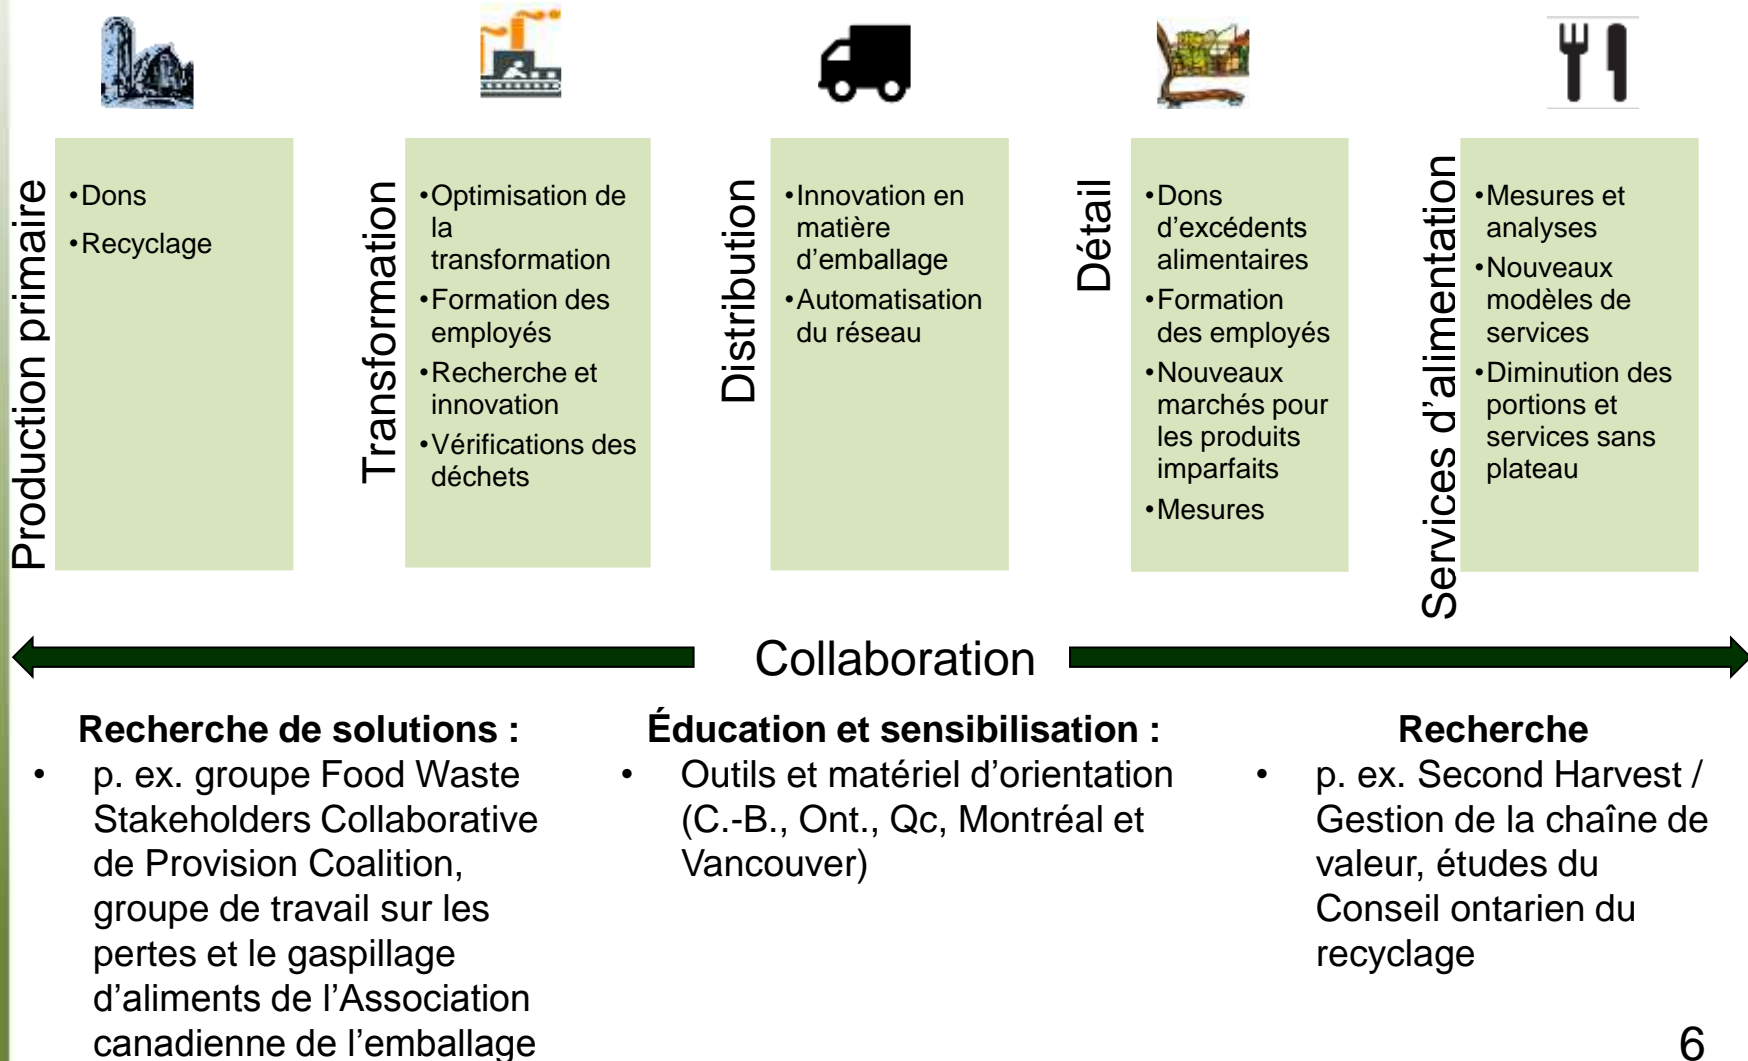 Production primaire
•Dons
•Recyclage
Transformation
•Optimisation de
la
transformation
•Formation des
employés
•Recherche et
innovation
•Vérifications des
déchets
Distribution
•Innovation en
matière
d’emballage
•Automatisation
du réseau
Détail
•Dons
d’excédents
alimentaires
•Formation
des employés
•Nouveaux
marchés pour
les produits
imparfaits
•Mesures
Services d’alimentation
•Mesures et
analyses
•Nouveaux
modèles de
services
•Diminution des
portions et
services sans
plateau
Collaboration
Recherche de solutions :
• p. ex. groupe Food Waste
Stakeholders Collaborative
de Provision Coalition,
groupe de travail sur les
pertes et le gaspillage
d’aliments de l’Association
canadienne de l’emballage
Éducation et sensibilisation :
• Outils et matériel d’orientation
(C.-B., Ont., Qc, Montréal et
Vancouver)
Recherche
• p. ex. Second Harvest /
Gestion de la chaîne de
valeur, études du
Conseil ontarien du
recyclage
6